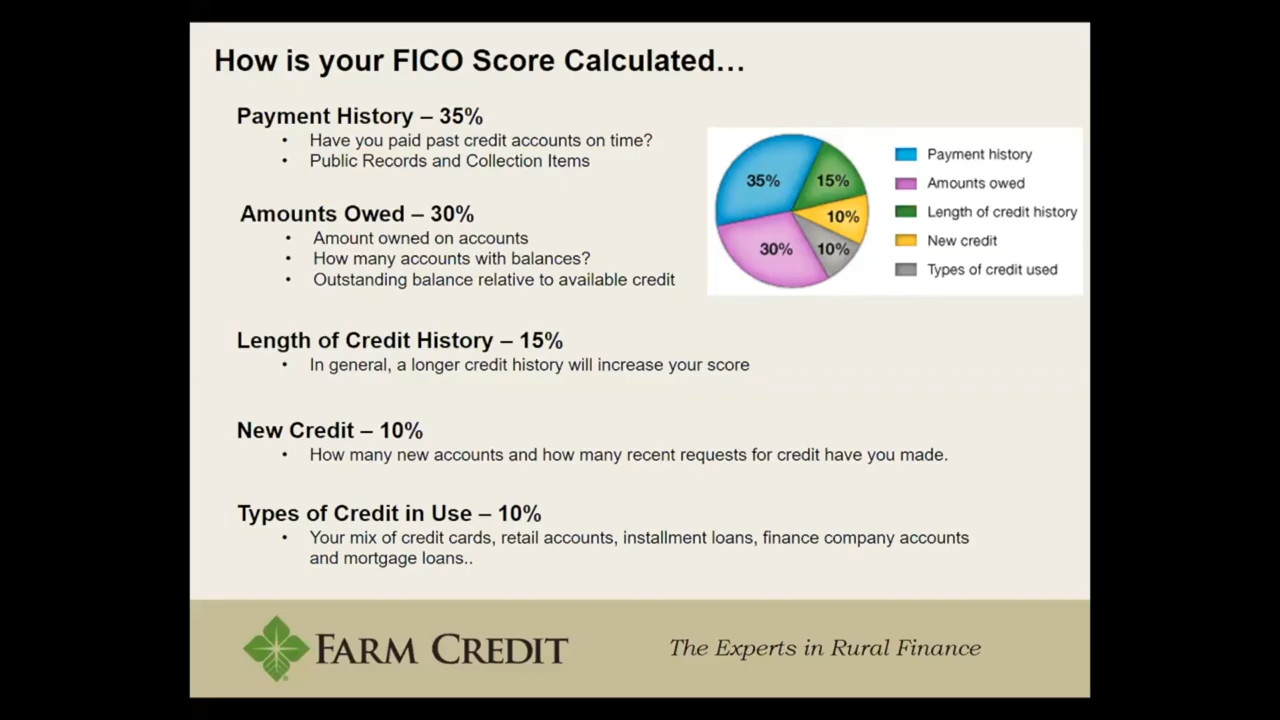 How is your FICO Score Calculated…
Payment History – 35%
• Have you paid past credit accounts on time?
• Public Records and Collection Items
Amounts Owed – 30%
• Amount owned on accounts
• How many accounts with balances?
• Outstanding balance relative to available credit
35%
15%
10%
30%
10%
Payment history
Amounts owed
Length of credit history
New credit
Types of credit used
Length of Credit History – 15%
• In general, a longer credit history will increase your score
New Credit – 10%
• How many new accounts and how many recent requests for credit have you made.
Types of Credit in Use – 10%
• Your mix of credit cards, retail accounts, installment loans, finance company accounts
and mortgage loans..
FARM CREDIT
The Experts in Rural Finance